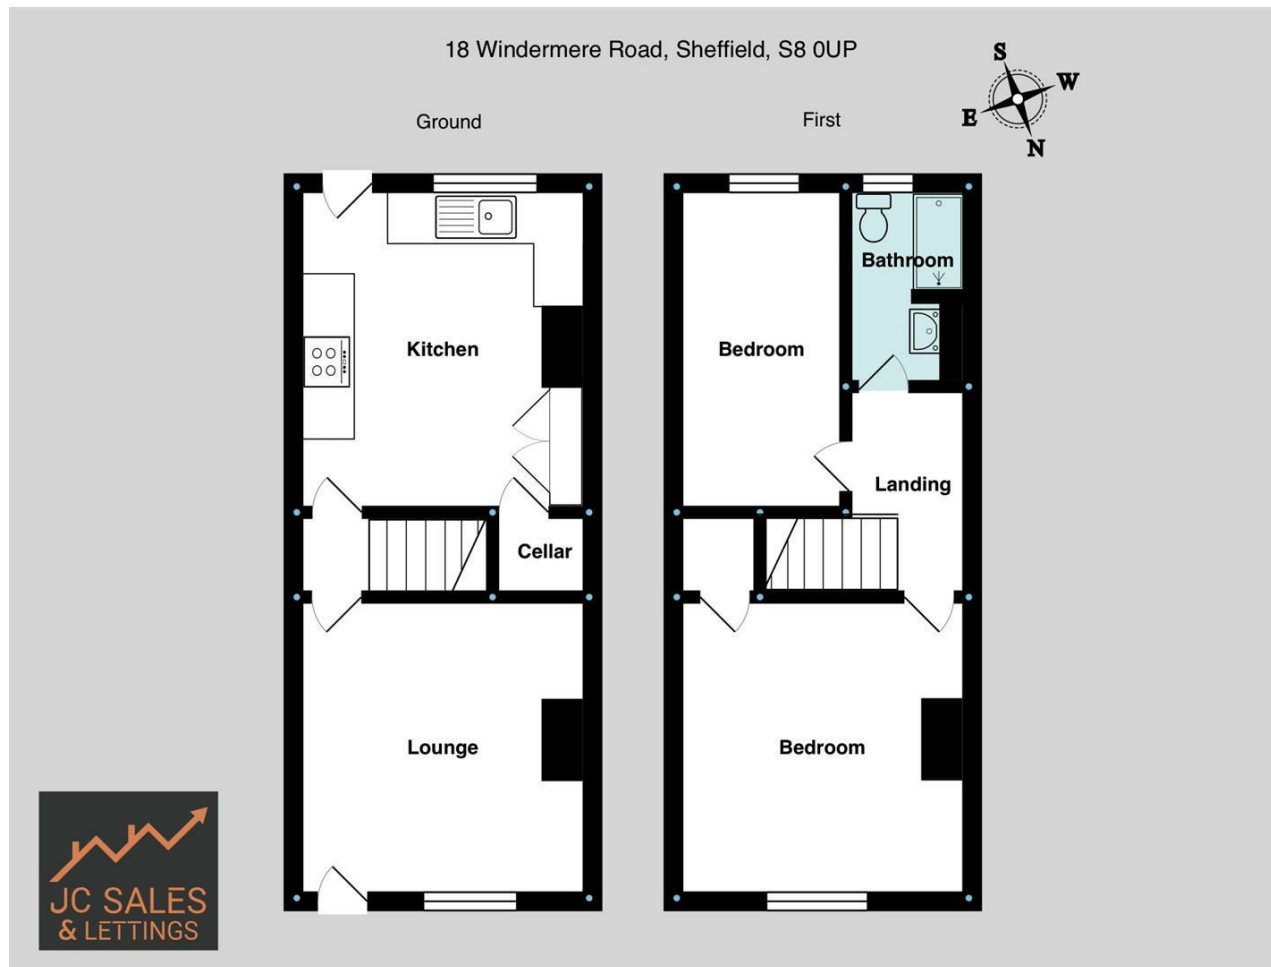 18 Windermere Road, Sheffield, S8 0UP
Ground
First
S
W
E
N
Kitchen
Cellar
Lounge
Bedroom
Bathroom
Landing
Bedroom
JC SALES
& LETTINGS